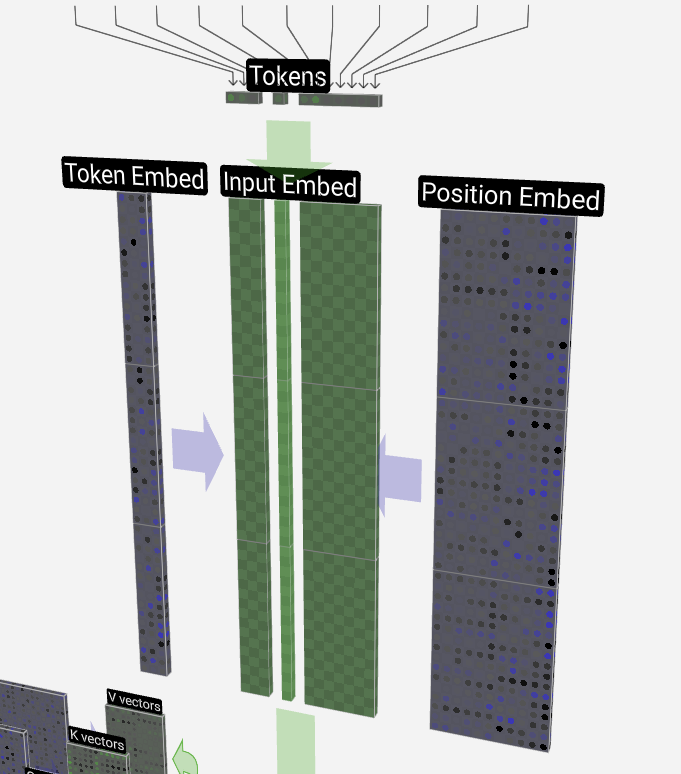 Tokens
Token Embed
Input Embed
Position Embed
V vectors
K vectors